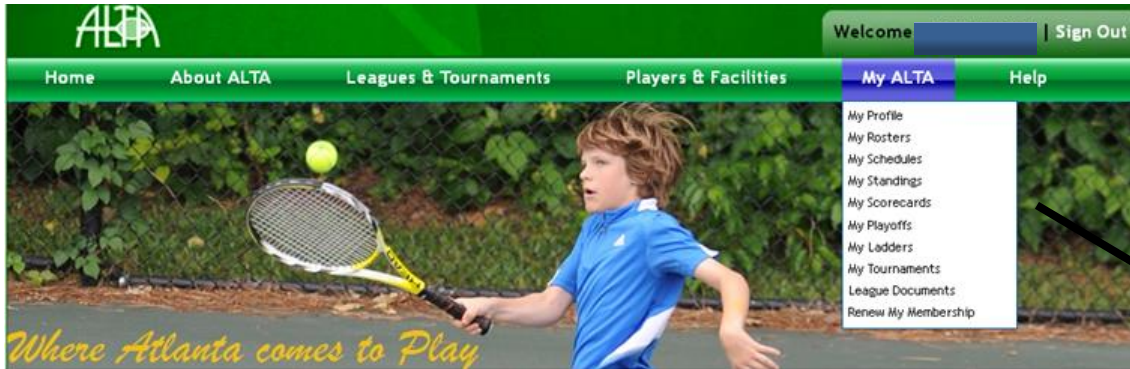 ALTA
Welcome | Sign Out
Home About ALTA Leagues & Tournaments Players & Facilities My ALTA Help
My Profile
My Rosters
My Schedules
My Standings
My Scorecards
My Playoffs
My Ladders
My Tournaments
League Documents
Renew My Membership
Where Atlanta comes to Play